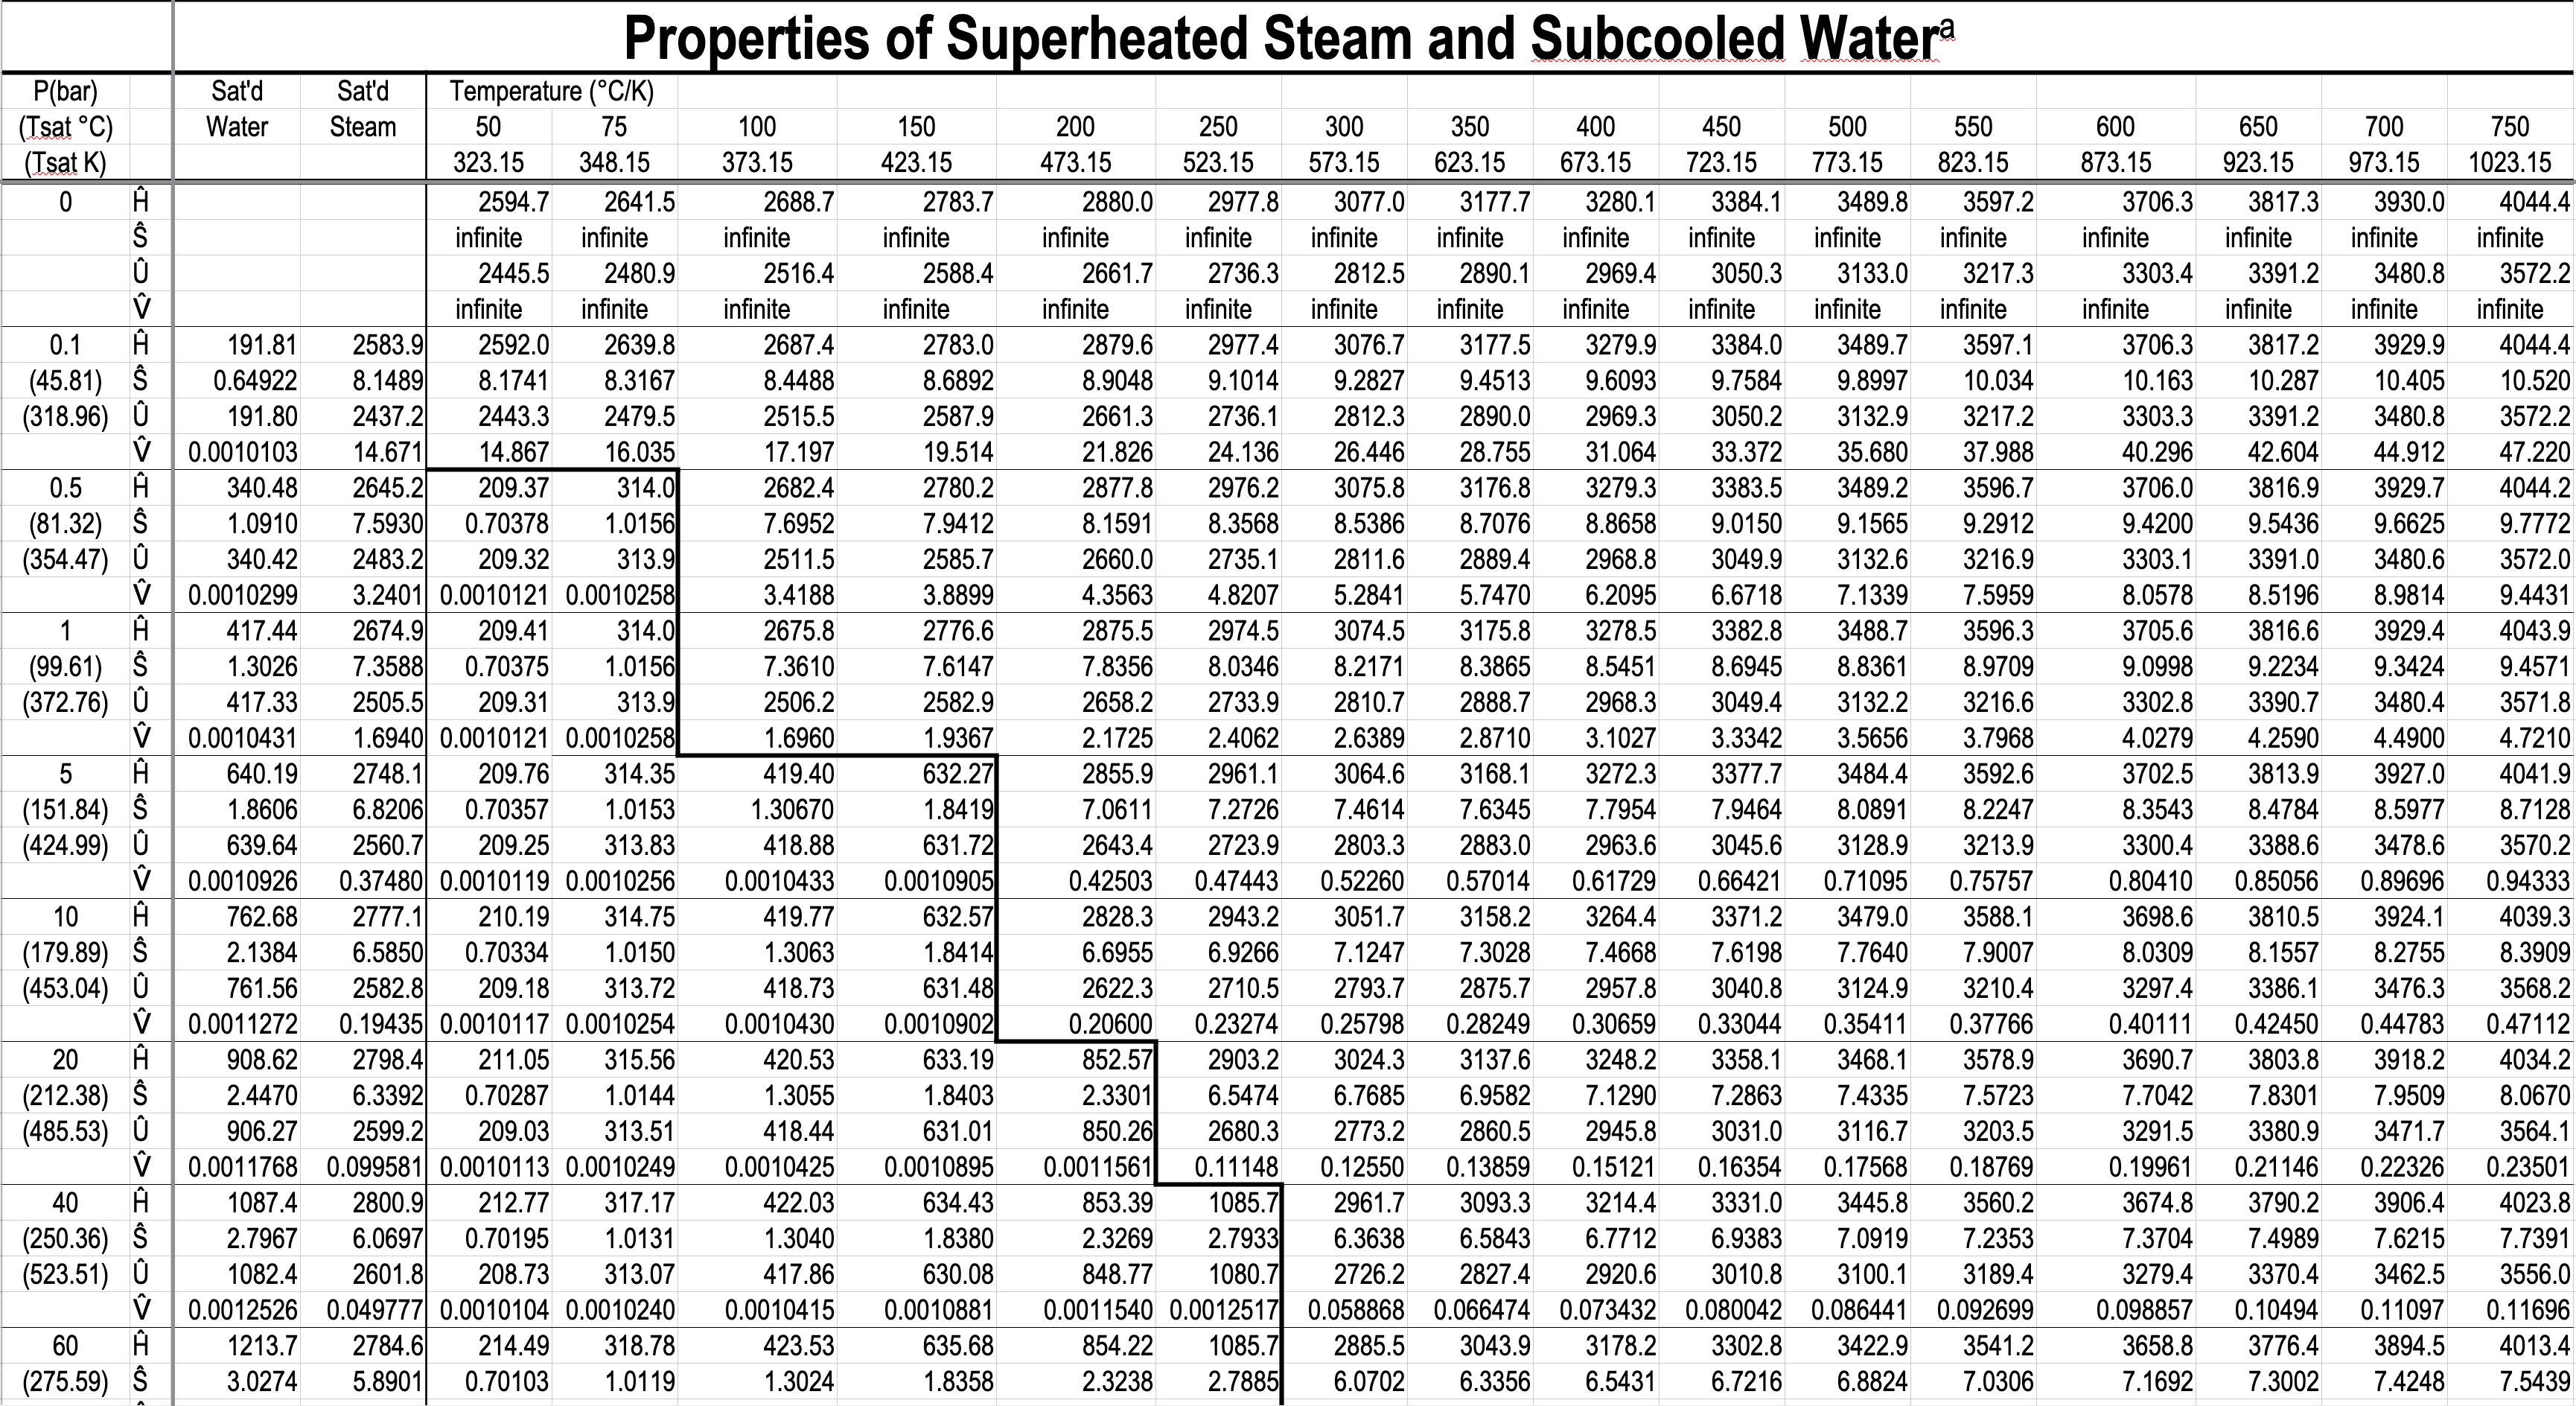 Properties of Superheated Steam and Subcooled Waterª
P(bar) Sat'd Sat'd Temperature (°C/K)
(Tsat °C) Water Steam 50 75 100 150 200 250 300 350 400 450 500 550 600 650 700 750
(Tsat K) 323.15 348.15 373.15 423.15 473.15 523.15 573.15 623.15 673.15 723.15 773.15 823.15 873.15 923.15 973.15 1023.15
0 Ĥ 2594.7 2641.5 2688.7 2783.7 2880.0 2977.8 3077.0 3177.7 3280.1 3384.1 3489.8 3597.2 3706.3 3817.3 3930.0 4044.4
Ŝ infinite infinite infinite infinite infinite infinite infinite infinite infinite infinite infinite infinite infinite infinite infinite infinite
Û 2445.5 2480.9 2516.4 2588.4 2661.7 2736.3 2812.5 2890.1 2969.4 3050.3 3133.0 3217.3 3303.4 3391.2 3480.8 3572.2
V̂ infinite infinite infinite infinite infinite infinite infinite infinite infinite infinite infinite infinite infinite infinite infinite infinite
0.1 Ĥ 191.81 2583.9 2592.0 2639.8 2687.4 2783.0 2879.6 2977.4 3076.7 3177.5 3279.9 3384.0 3489.7 3597.1 3706.3 3817.2 3929.9 4044.4
(45.81) Ŝ 0.64922 8.1489 8.1741 8.3167 8.4488 8.6892 8.9048 9.1014 9.2827 9.4513 9.6093 9.7584 9.8997 10.034 10.163 10.287 10.405 10.520
(318.96) Û 191.80 2437.2 2443.3 2479.5 2515.5 2587.9 2661.3 2736.1 2812.3 2890.0 2969.3 3050.2 3132.9 3217.2 3303.3 3391.2 3480.8 3572.2
V̂ 0.0010103 14.671 14.867 16.035 17.197 19.514 21.826 24.136 26.446 28.755 31.064 33.372 35.680 37.988 40.296 42.604 44.912 47.220
0.5 Ĥ 340.48 2645.2 209.37 314.0 2682.4 2780.2 2877.8 2976.2 3075.8 3176.8 3279.3 3383.5 3489.2 3596.7 3706.0 3816.9 3929.7 4044.2
(81.32) Ŝ 1.0910 7.5930 0.70378 1.0156 7.6952 7.9412 8.1591 8.3568 8.5386 8.7076 8.8658 9.0150 9.1565 9.2912 9.4200 9.5436 9.6625 9.7772
(354.47) Û 340.42 2483.2 209.32 313.9 2511.5 2585.7 2660.0 2735.1 2811.6 2889.4 2968.8 3049.9 3132.6 3216.9 3303.1 3391.0 3480.6 3572.0
V̂ 0.0010299 3.2401 0.0010121 0.0010258 3.4188 3.8899 4.3563 4.8207 5.2841 5.7470 6.2095 6.6718 7.1339 7.5959 8.0578 8.5196 8.9814 9.4431
1 Ĥ 417.44 2674.9 209.41 314.0 2675.8 2776.6 2875.5 2974.5 3074.5 3175.8 3278.5 3382.8 3488.7 3596.3 3705.6 3816.6 3929.4 4043.9
(99.61) Ŝ 1.3026 7.3588 0.70375 1.0156 7.3610 7.6147 7.8356 8.0346 8.2171 8.3865 8.5451 8.6945 8.8361 8.9709 9.0998 9.2234 9.3424 9.4571
(372.76) Û 417.33 2505.5 209.31 313.9 2506.2 2582.9 2658.2 2733.9 2810.7 2888.7 2968.3 3049.4 3132.2 3216.6 3302.8 3390.7 3480.4 3571.8
V̂ 0.0010431 1.6940 0.0010121 0.0010258 1.6960 1.9367 2.1725 2.4062 2.6389 2.8710 3.1027 3.3342 3.5656 3.7968 4.0279 4.2590 4.4900 4.7210
5 Ĥ 640.19 2748.1 209.76 314.35 419.40 632.27 2855.9 2961.1 3064.6 3168.1 3272.3 3377.7 3484.4 3592.6 3702.5 3813.9 3927.0 4041.9
(151.84) Ŝ 1.8606 6.8206 0.70357 1.0153 1.30670 1.8419 7.0611 7.2726 7.4614 7.6345 7.7954 7.9464 8.0891 8.2247 8.3543 8.4784 8.5977 8.7128
(424.99) Û 639.64 2560.7 209.25 313.83 418.88 631.72 2643.4 2723.9 2803.3 2883.0 2963.6 3045.6 3128.9 3213.9 3300.4 3388.6 3478.6 3570.2
V̂ 0.0010926 0.37480 0.0010119 0.0010256 0.0010433 0.0010905 0.42503 0.47443 0.52260 0.57014 0.61729 0.66421 0.71095 0.75757 0.80410 0.85056 0.89696 0.94333
10 Ĥ 762.68 2777.1 210.19 314.75 419.77 632.57 2828.3 2943.2 3051.7 3158.2 3264.4 3371.2 3479.0 3588.1 3698.6 3810.5 3924.1 4039.3
(179.89) Ŝ 2.1384 6.5850 0.70334 1.0150 1.3063 1.8414 6.6955 6.9266 7.1247 7.3028 7.4668 7.6198 7.7640 7.9007 8.0309 8.1557 8.2755 8.3909
(453.04) Û 761.56 2582.8 209.18 313.72 418.73 631.48 2622.3 2710.5 2793.7 2875.7 2957.8 3040.8 3124.9 3210.4 3297.4 3386.1 3476.3 3568.2
V̂ 0.0011272 0.19435 0.0010117 0.0010254 0.0010430 0.0010902 0.20600 0.23274 0.25798 0.28249 0.30659 0.33044 0.35411 0.37766 0.40111 0.42450 0.44783 0.47112
20 Ĥ 908.62 2798.4 211.05 315.56 420.53 633.19 852.57 2903.2 3024.3 3137.6 3248.2 3358.1 3468.1 3578.9 3690.7 3803.8 3918.2 4034.2
(212.38) Ŝ 2.4470 6.3392 0.70287 1.0144 1.3055 1.8403 2.3301 6.5474 6.7685 6.9582 7.1290 7.2863 7.4335 7.5723 7.7042 7.8301 7.9509 8.0670
(485.53) Û 906.27 2599.2 209.03 313.51 418.44 631.01 850.26 2680.3 2773.2 2860.5 2945.8 3031.0 3116.7 3203.5 3291.5 3380.9 3471.7 3564.1
V̂ 0.0011768 0.099581 0.0010113 0.0010249 0.0010425 0.0010895 0.0011561 0.11148 0.12550 0.13859 0.15121 0.16354 0.17568 0.18769 0.19961 0.21146 0.22326 0.23501
40 Ĥ 1087.4 2800.9 212.77 317.17 422.03 634.43 853.39 1085.7 2961.7 3093.3 3214.4 3331.0 3445.8 3560.2 3674.8 3790.2 3906.4 4023.8
(250.36) Ŝ 2.7967 6.0697 0.70195 1.0131 1.3040 1.8380 2.3269 2.7933 6.3638 6.5843 6.7712 6.9383 7.0919 7.2353 7.3704 7.4989 7.6215 7.7391
(523.51) Û 1082.4 2601.8 208.73 313.07 417.86 630.08 848.77 1080.7 2726.2 2827.4 2920.6 3010.8 3100.1 3189.4 3279.4 3370.4 3462.5 3556.0
V̂ 0.0012526 0.049777 0.0010104 0.0010240 0.0010415 0.0010881 0.0011540 0.0012517 0.058868 0.066474 0.073432 0.080042 0.086441 0.092699 0.098857 0.10494 0.11097 0.11696
60 Ĥ 1213.7 2784.6 214.49 318.78 423.53 635.68 854.22 1085.7 2885.5 3043.9 3178.2 3302.8 3422.9 3541.2 3658.8 3776.4 3894.5 4013.4
(275.59) Ŝ 3.0274 5.8901 0.70103 1.0119 1.3024 1.8358 2.3238 2.7885 6.0702 6.3356 6.5431 6.7216 6.8824 7.0306 7.1692 7.3002 7.4248 7.5439